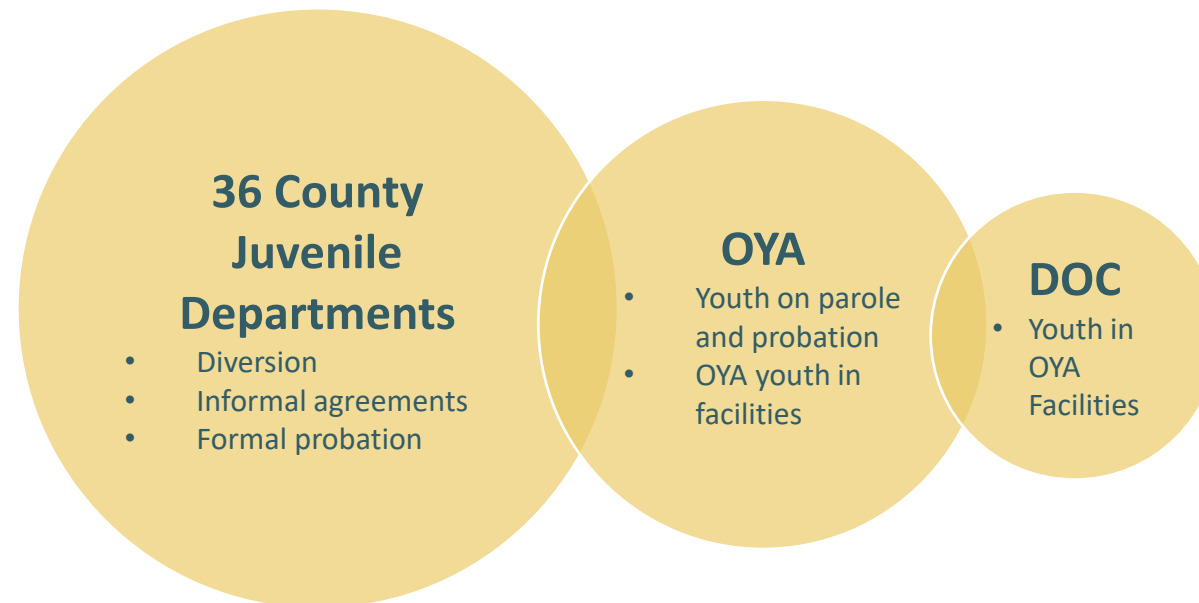 36 County
Juvenile
Departments
• Diversion
• Informal agreements
• Formal probation
OYA
• Youth on parole
and probation
• OYA youth in
facilities
DOC
• Youth in
OYA
Facilities